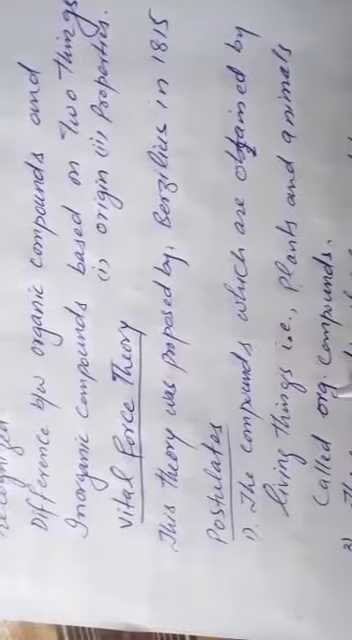 Difference b/w organic compounds and
Inorganic compounds based on Two things
(i) origin (ii) Properties.
Vital Force Theory
This theory was proposed by, Berzilius in 1815
Postulates
1). The compounds which are obtained by
living things i.e., Plants and animals
Called org. compounds.
2)